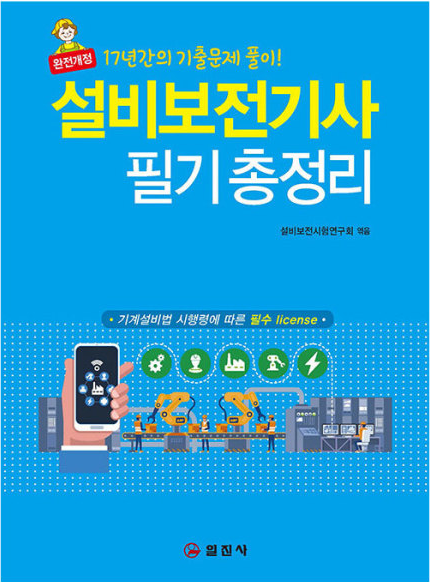 완전개정
17년간의 기출문제 풀이!
설비보전기사
필기 총정리
설비보전시험연구회 엮음
• 기계설비법 시행령에 따른 필수 license •
일진사